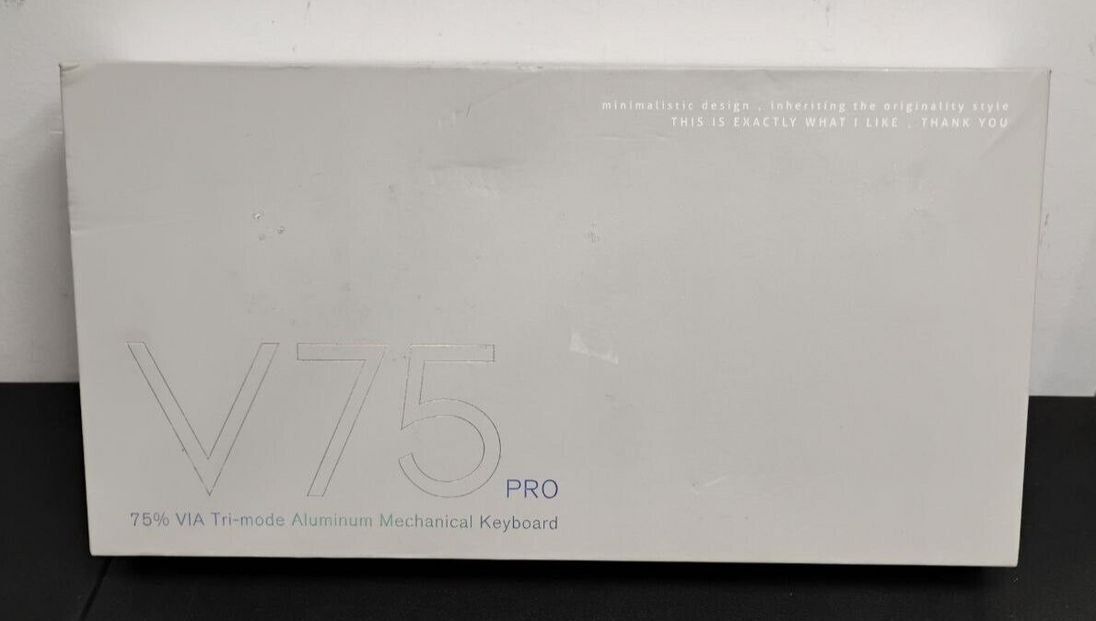 minimalistic design , inheriting the originality style
THIS IS EXACTLY WHAT I LIKE , THANK YOU
V75 PRO
75% VIA Tri-mode Aluminum Mechanical Keyboard